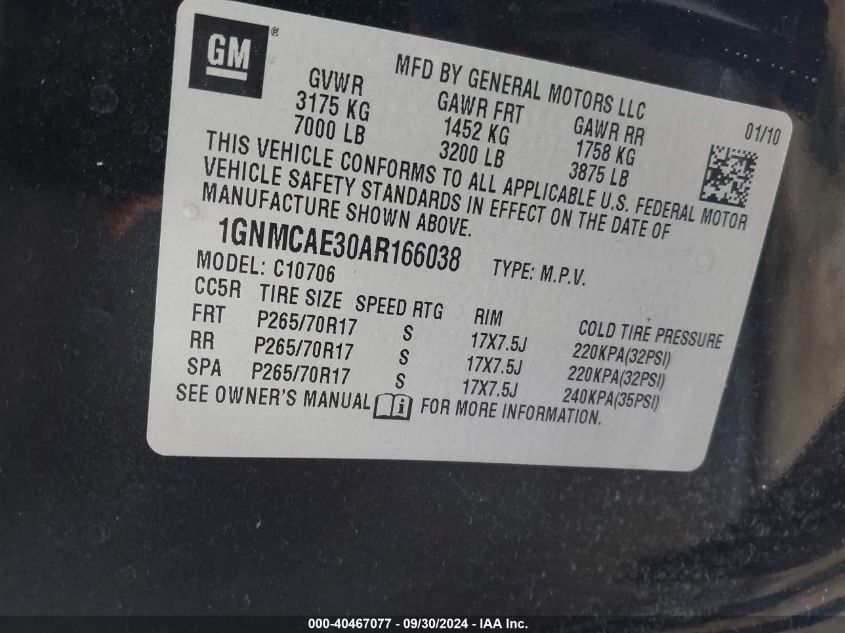 GM ®
MFD BY GENERAL MOTORS LLC
GVWR GAWR FRT GAWR RR 01/10
3175 KG 1452 KG 1758 KG
7000 LB 3200 LB 3875 LB
THIS VEHICLE CONFORMS TO ALL APPLICABLE U.S. FEDERAL MOTOR
VEHICLE SAFETY STANDARDS IN EFFECT ON THE DATE OF
MANUFACTURE SHOWN ABOVE.
1GNMCAE30AR166038 TYPE: M.P.V.
MODEL: C10706
CC5R TIRE SIZE SPEED RTG RIM COLD TIRE PRESSURE
FRT P265/70R17 S 17X7.5J 220KPA(32PSI)
RR P265/70R17 S 17X7.5J 220KPA(32PSI)
SPA P265/70R17 S 17X7.5J 240KPA(35PSI)
SEE OWNER'S MANUAL i FOR MORE INFORMATION.
000-40467077 - 09/30/2024 - IAA Inc.